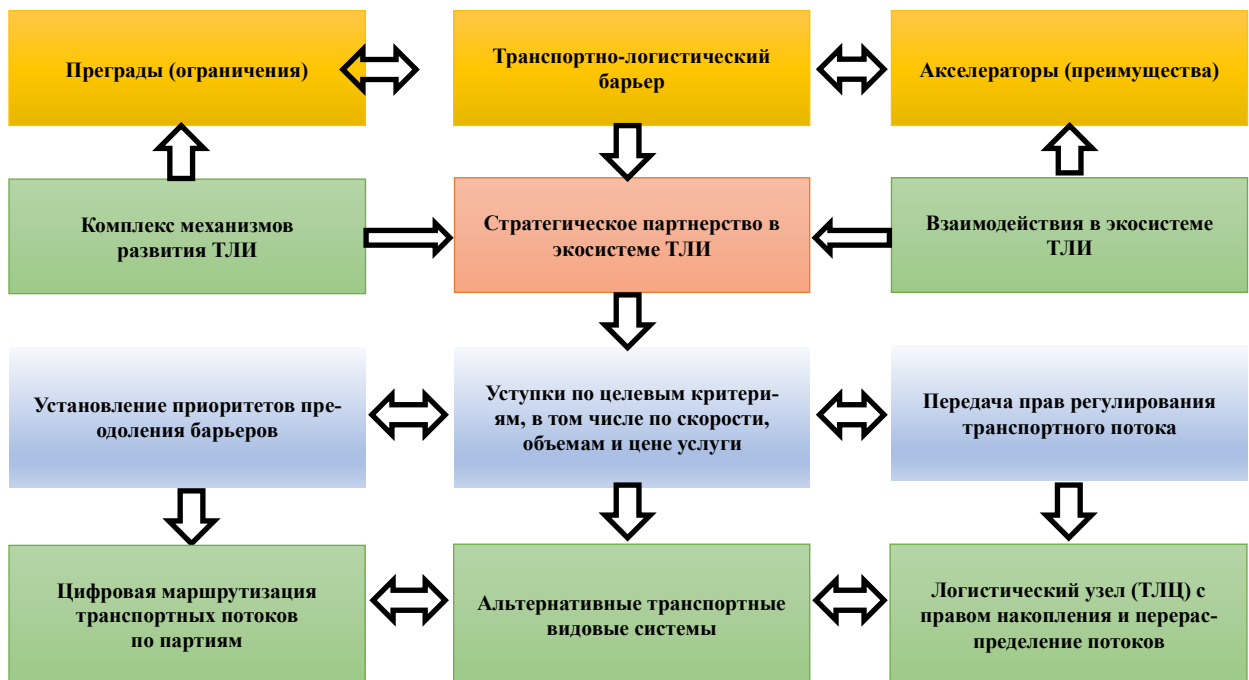 Преграды (ограничения)
Транспортно-логистический
барьер
Акселераторы (преимущества)
Комплекс механизмов
развития ТЛИ
Стратегическое партнерство в
экосистеме ТЛИ
Взаимодействия в экосистеме
ТЛИ
Установление приоритетов пре-
одоления барьеров
Уступки по целевым критери-
ям, в том числе по скорости,
объемам и цене услуги
Передача прав регулирования
транспортного потока
Цифровая маршрутизация
транспортных потоков
по партиям
Альтернативные транспортные
видовые системы
Логистический узел (ТЛЦ) с
правом накопления и перерас-
пределение потоков